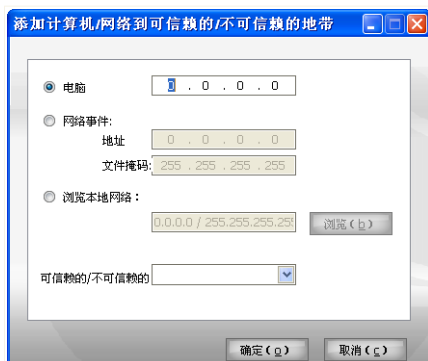 添加计算机/网络到可信赖的/不可信赖的地带
电脑 0 . 0 . 0 . 0
网络事件:
地址 0 . 0 . 0 . 0
文件掩码: 255 . 255 . 255 . 255
浏览本地网络：
0.0.0.0 / 255.255.255.25 浏览(b)
可信赖的/不可信赖的
确定(o) 取消(c)